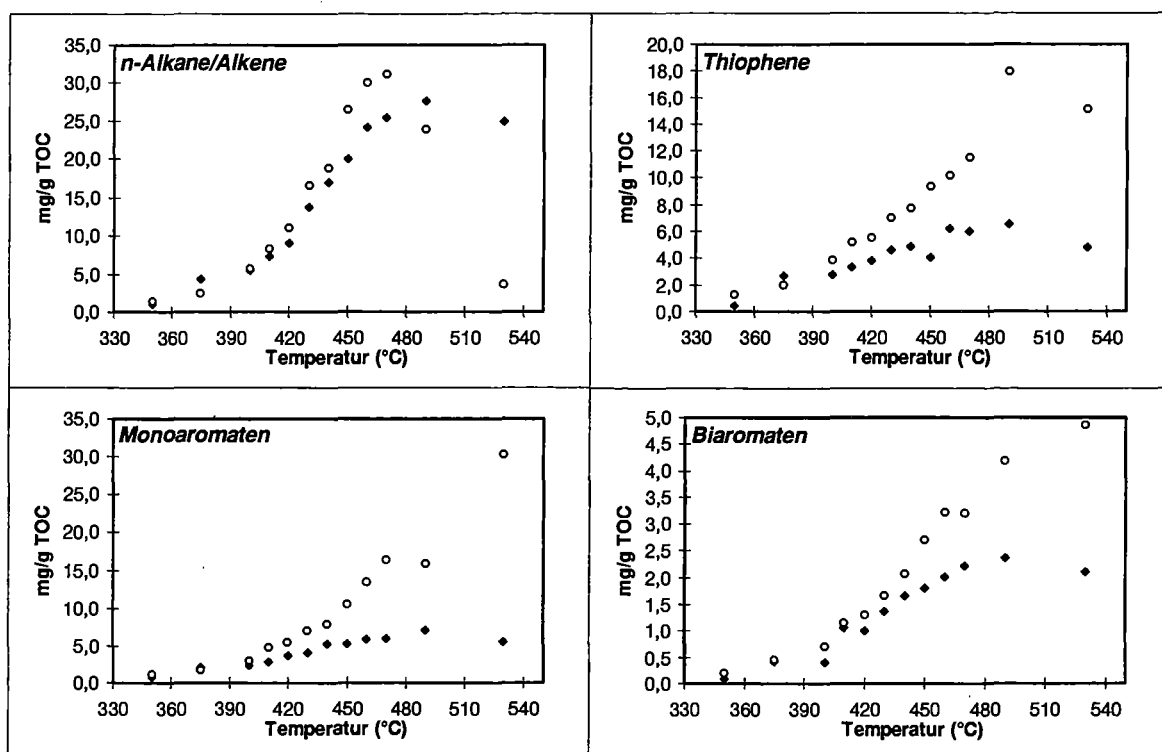 n-Alkane/Alkene
mg/g TOC
35,0
30,0
25,0
20,0
15,0
10,0
5,0
0,0
330 360 390 420 450 480 510 540
Temperatur (°C)
Thiophene
mg/g TOC
20,0
18,0
16,0
14,0
12,0
10,0
8,0
6,0
4,0
2,0
0,0
330 360 390 420 450 480 510 540
Temperatur (°C)
Monoaromaten
mg/g TOC
35,0
30,0
25,0
20,0
15,0
10,0
5,0
0,0
330 360 390 420 450 480 510 540
Temperatur (°C)
Biaromaten
mg/g TOC
5,0
4,5
4,0
3,5
3,0
2,5
2,0
1,5
1,0
0,5
0,0
330 360 390 420 450 480 510 540
Temperatur (°C)